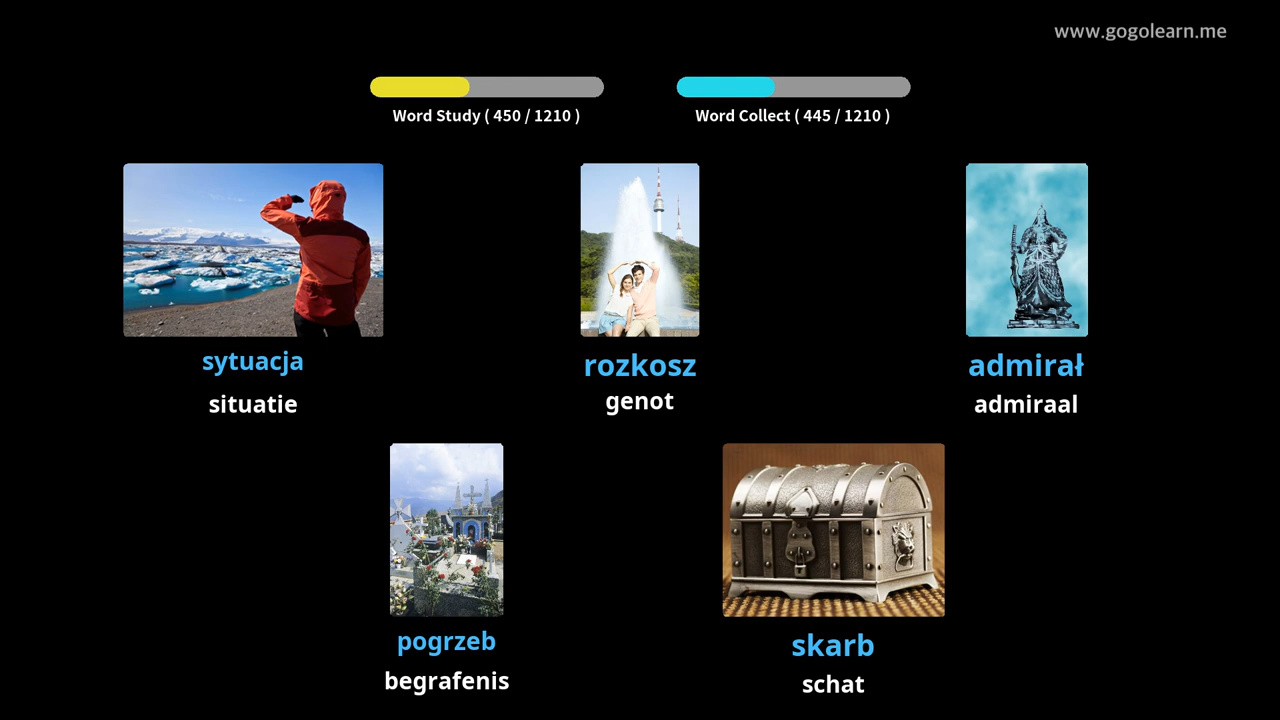 www.gogolearn.me
Word Study ( 450 / 1210 )
Word Collect ( 445 / 1210 )
sytuacja
situatie
rozkosz
genot
admirał
admiraal
pogrzeb
begrafenis
skarb
schat